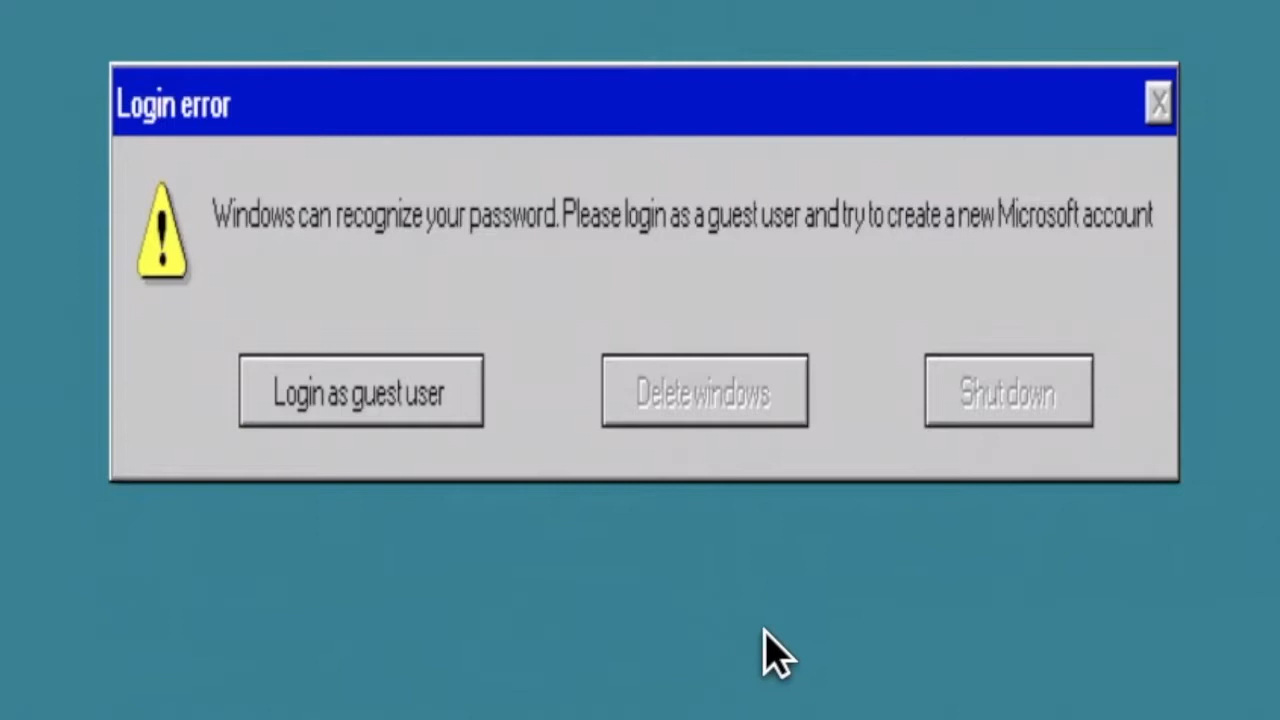 Login error
X
Windows can recognize your password. Please login as a guest user and try to create a new Microsoft account
!
Login as guest user
Delete windows
Shut down